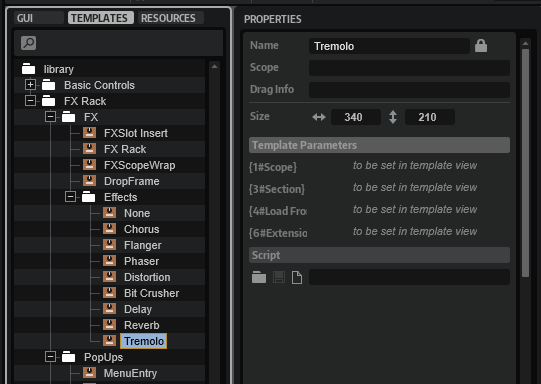 GUI TEMPLATES RESOURCES
library
Basic Controls
FX Rack
FX
FXSlot Insert
FX Rack
FXScopeWrap
DropFrame
Effects
None
Chorus
Flanger
Phaser
Distortion
Bit Crusher
Delay
Reverb
Tremolo
PopUps
MenuEntry
PROPERTIES
Name Tremolo
Scope
Drag Info
Size 340 210
Template Parameters
{1#Scope} to be set in template view
{3#Section} to be set in template view
{4#Load Fro to be set in template view
{6#Extensio to be set in template view
Script